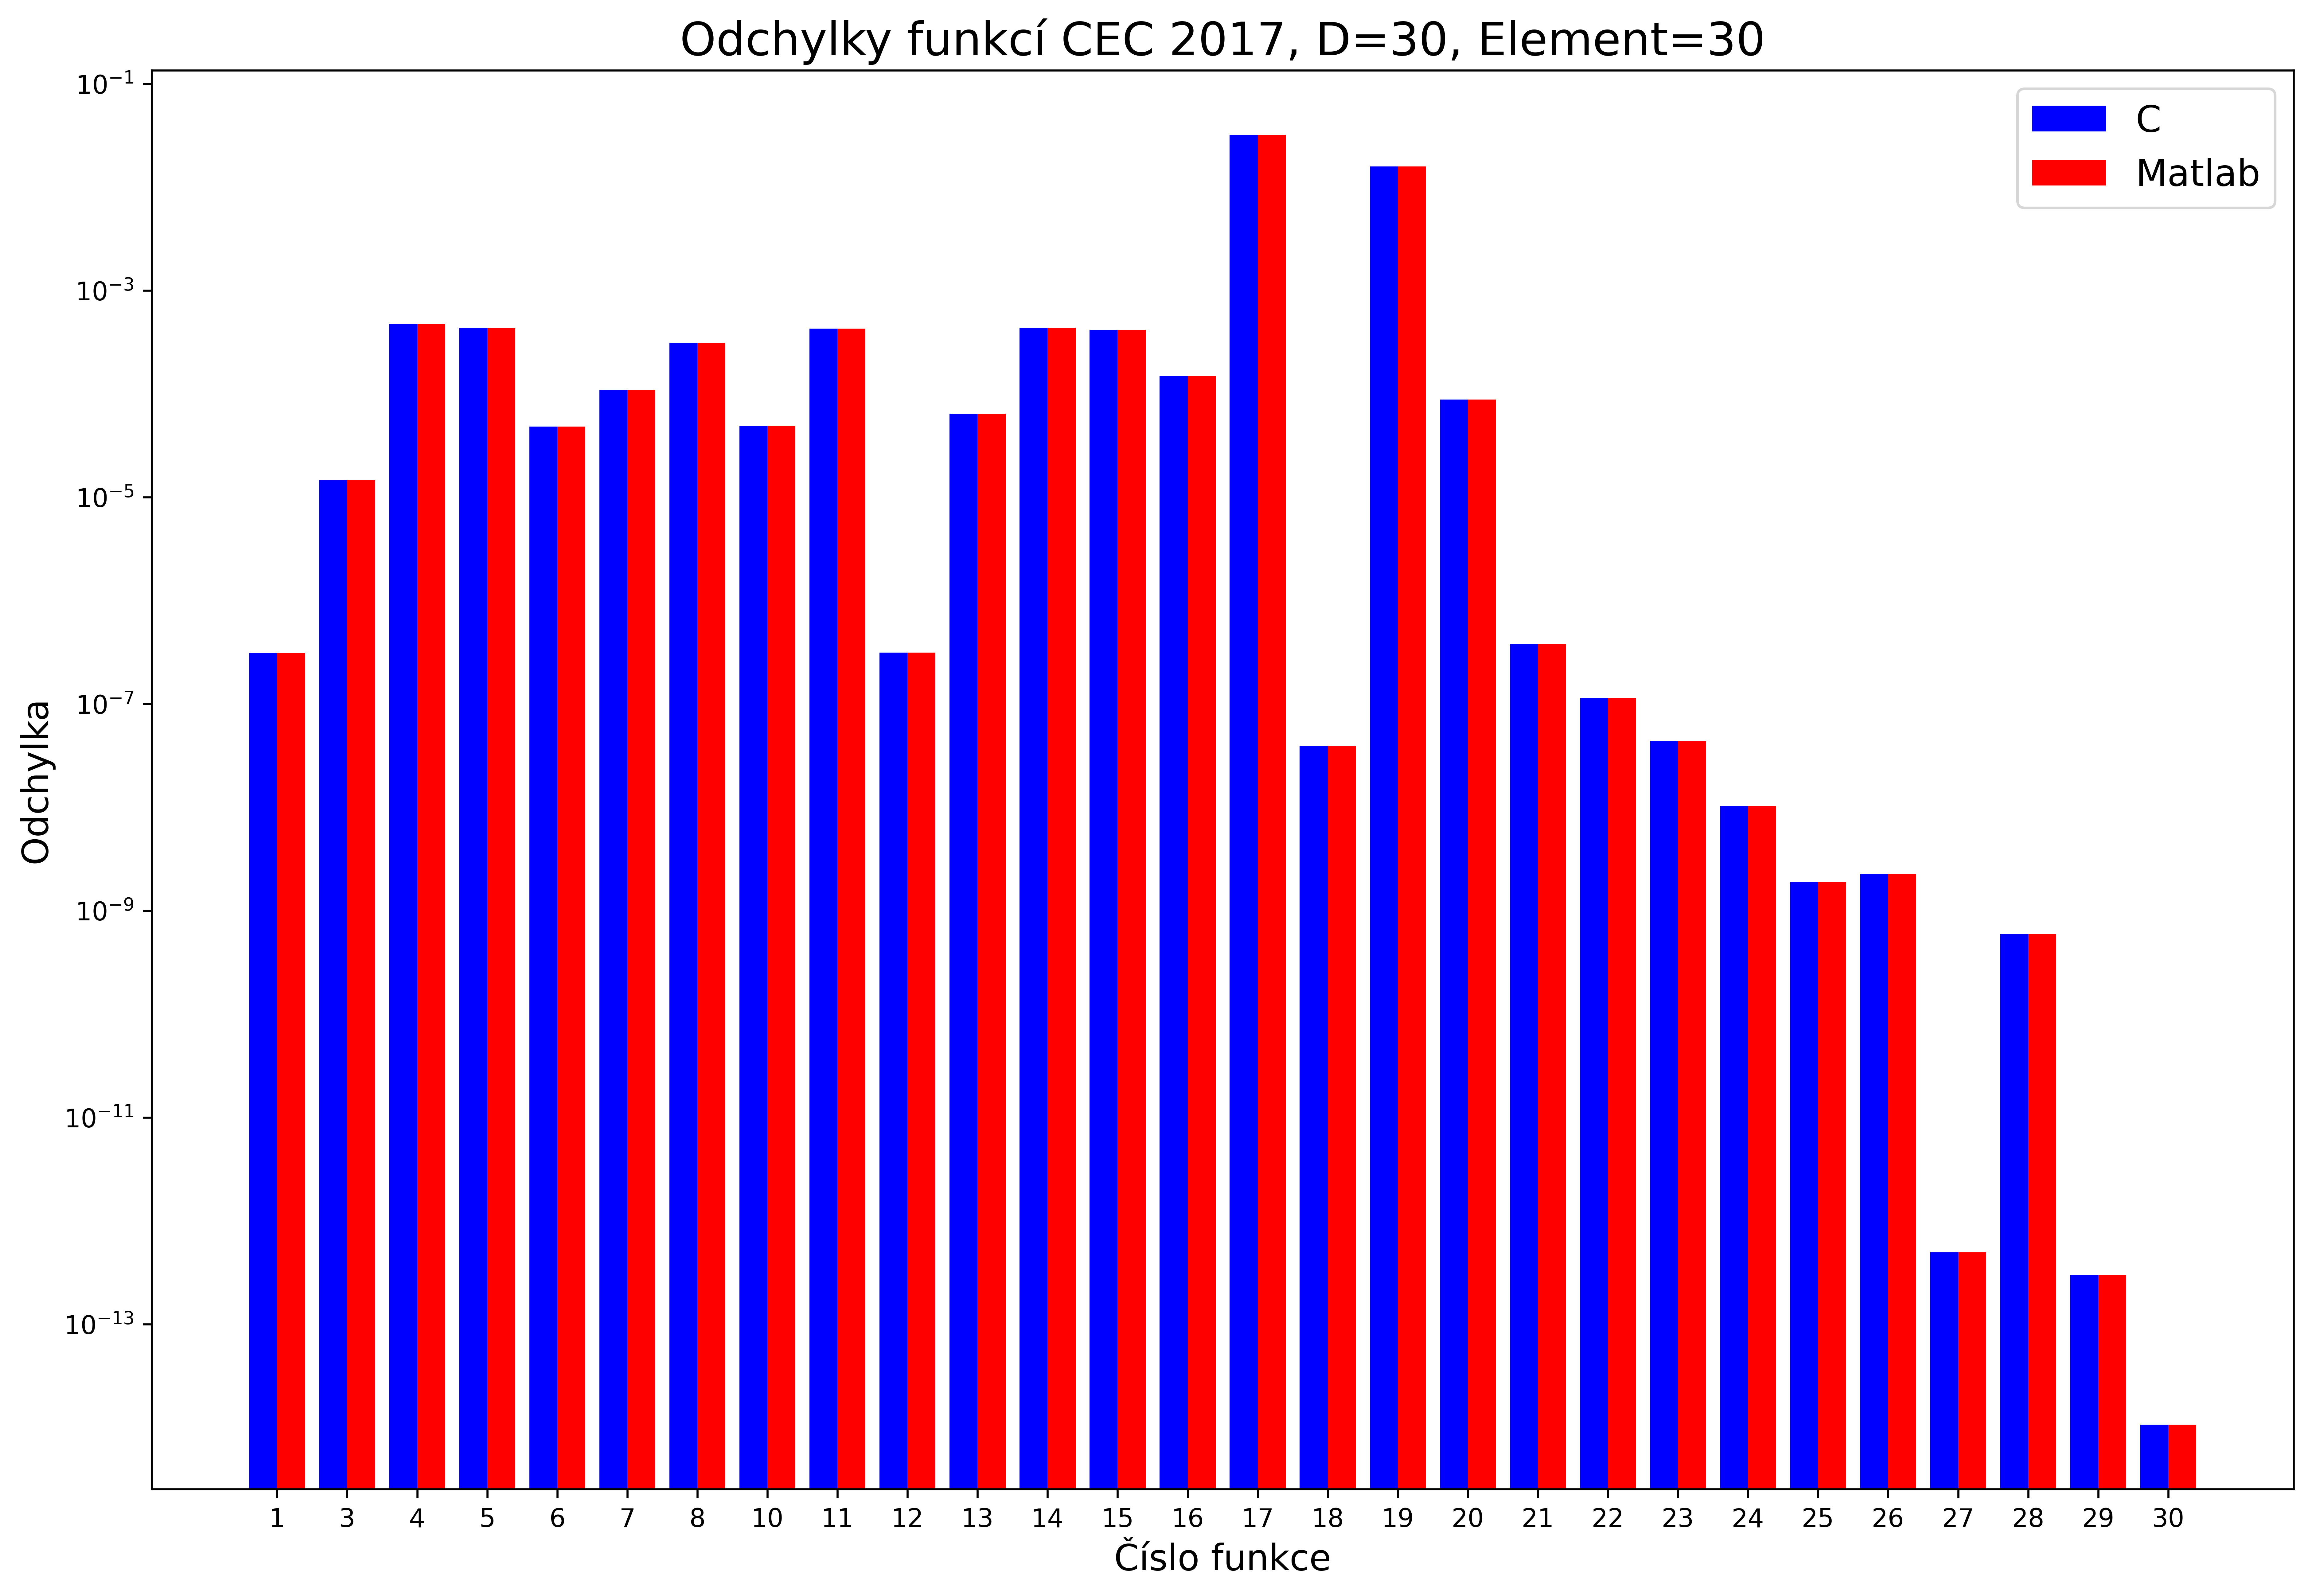 Odchylky funkcí CEC 2017, D=30, Element=30
C
Matlab
Odchylka
10⁻¹
10⁻³
10⁻⁵
10⁻⁷
10⁻⁹
10⁻¹¹
10⁻¹³
1 3 4 5 6 7 8 10 11 12 13 14 15 16 17 18 19 20 21 22 23 24 25 26 27 28 29 30
Číslo funkce